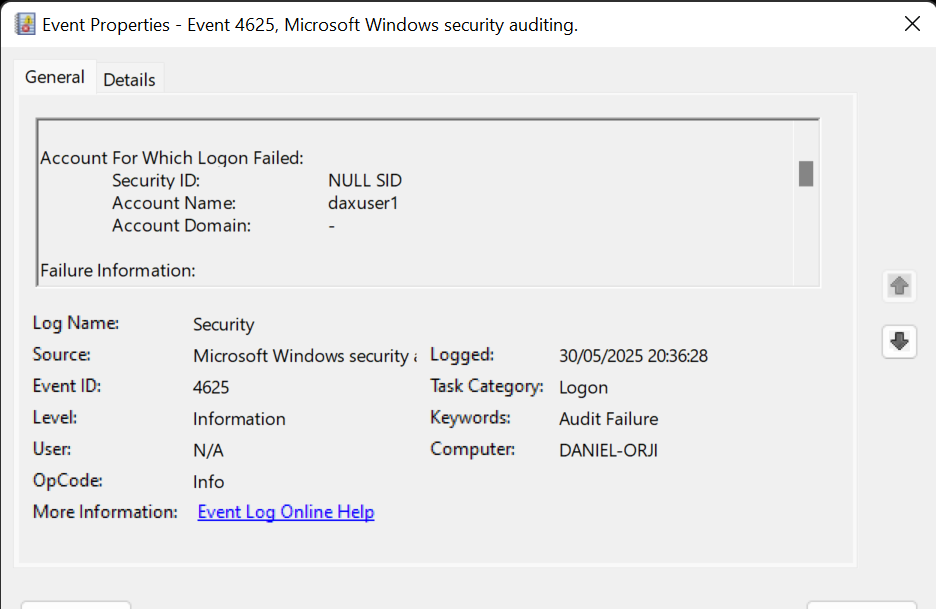 Event Properties - Event 4625, Microsoft Windows security auditing.
General Details
Account For Which Logon Failed:
Security ID: NULL SID
Account Name: daxuser1
Account Domain: -
Failure Information:
Log Name: Security
Source: Microsoft Windows security Logged: 30/05/2025 20:36:28
Event ID: 4625 Task Category: Logon
Level: Information Keywords: Audit Failure
User: N/A Computer: DANIEL-ORJI
OpCode: Info
More Information: Event Log Online Help